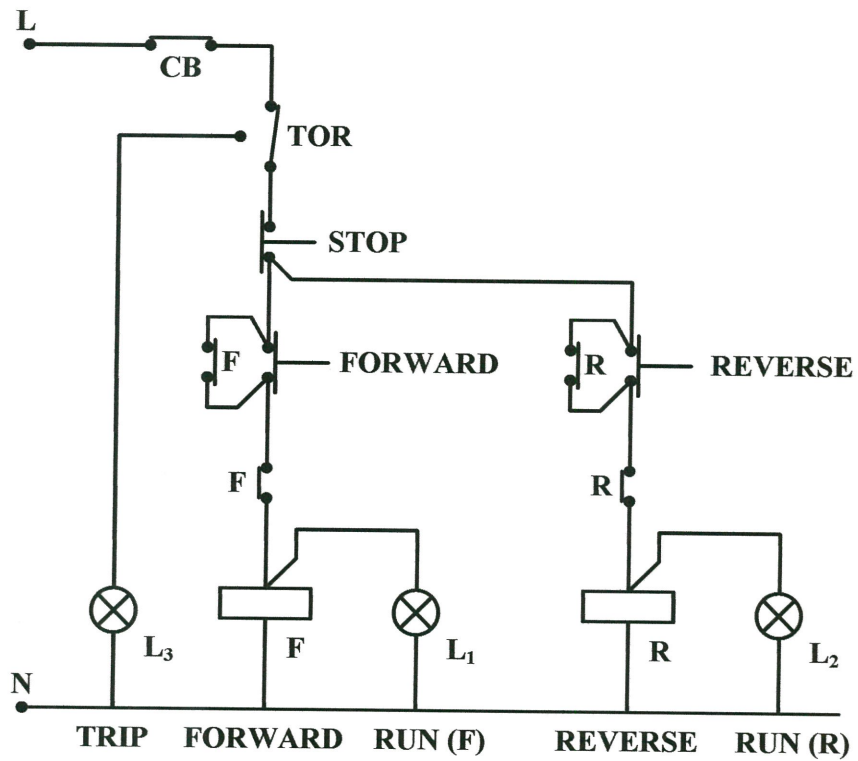 L
CB
TOR
STOP
F FORWARD R REVERSE
F R
L₃ F L₁ R L₂
N
TRIP FORWARD RUN (F) REVERSE RUN (R)